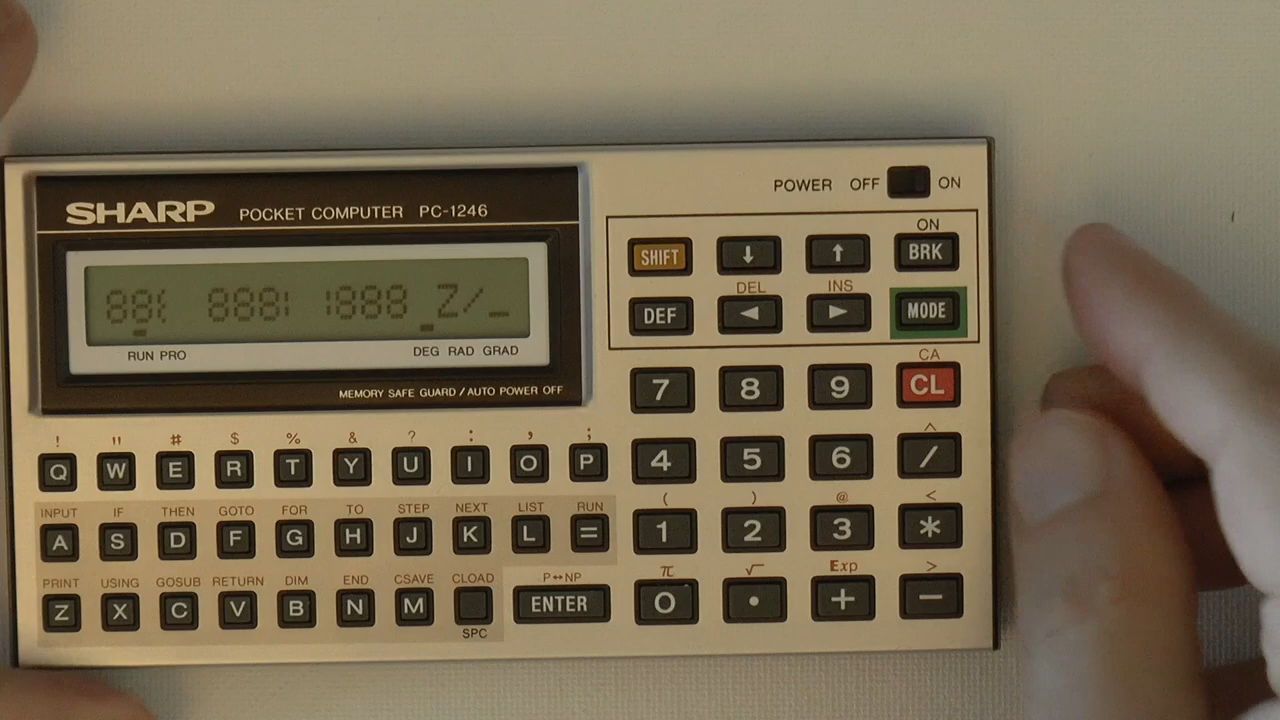 SHARP POCKET COMPUTER PC-1246
POWER OFF ON
ON
SHIFT ↓ ↑ BRK
DEL INS
DEF ◄ ► MODE
888 Z/_
RUN PRO DEG RAD GRAD
MEMORY SAFE GUARD / AUTO POWER OFF
CA
7 8 9 CL
! " # $ % & ? : , ; ^
Q W E R T Y U I O P 4 5 6 /
INPUT IF THEN GOTO FOR TO STEP NEXT LIST RUN ( ) @ <
A S D F G H J K L = 1 2 3 *
PRINT USING GOSUB RETURN DIM END CSAVE CLOAD P↔NP π √ Exp >
Z X C V B N M ENTER 0 • + −
SPC